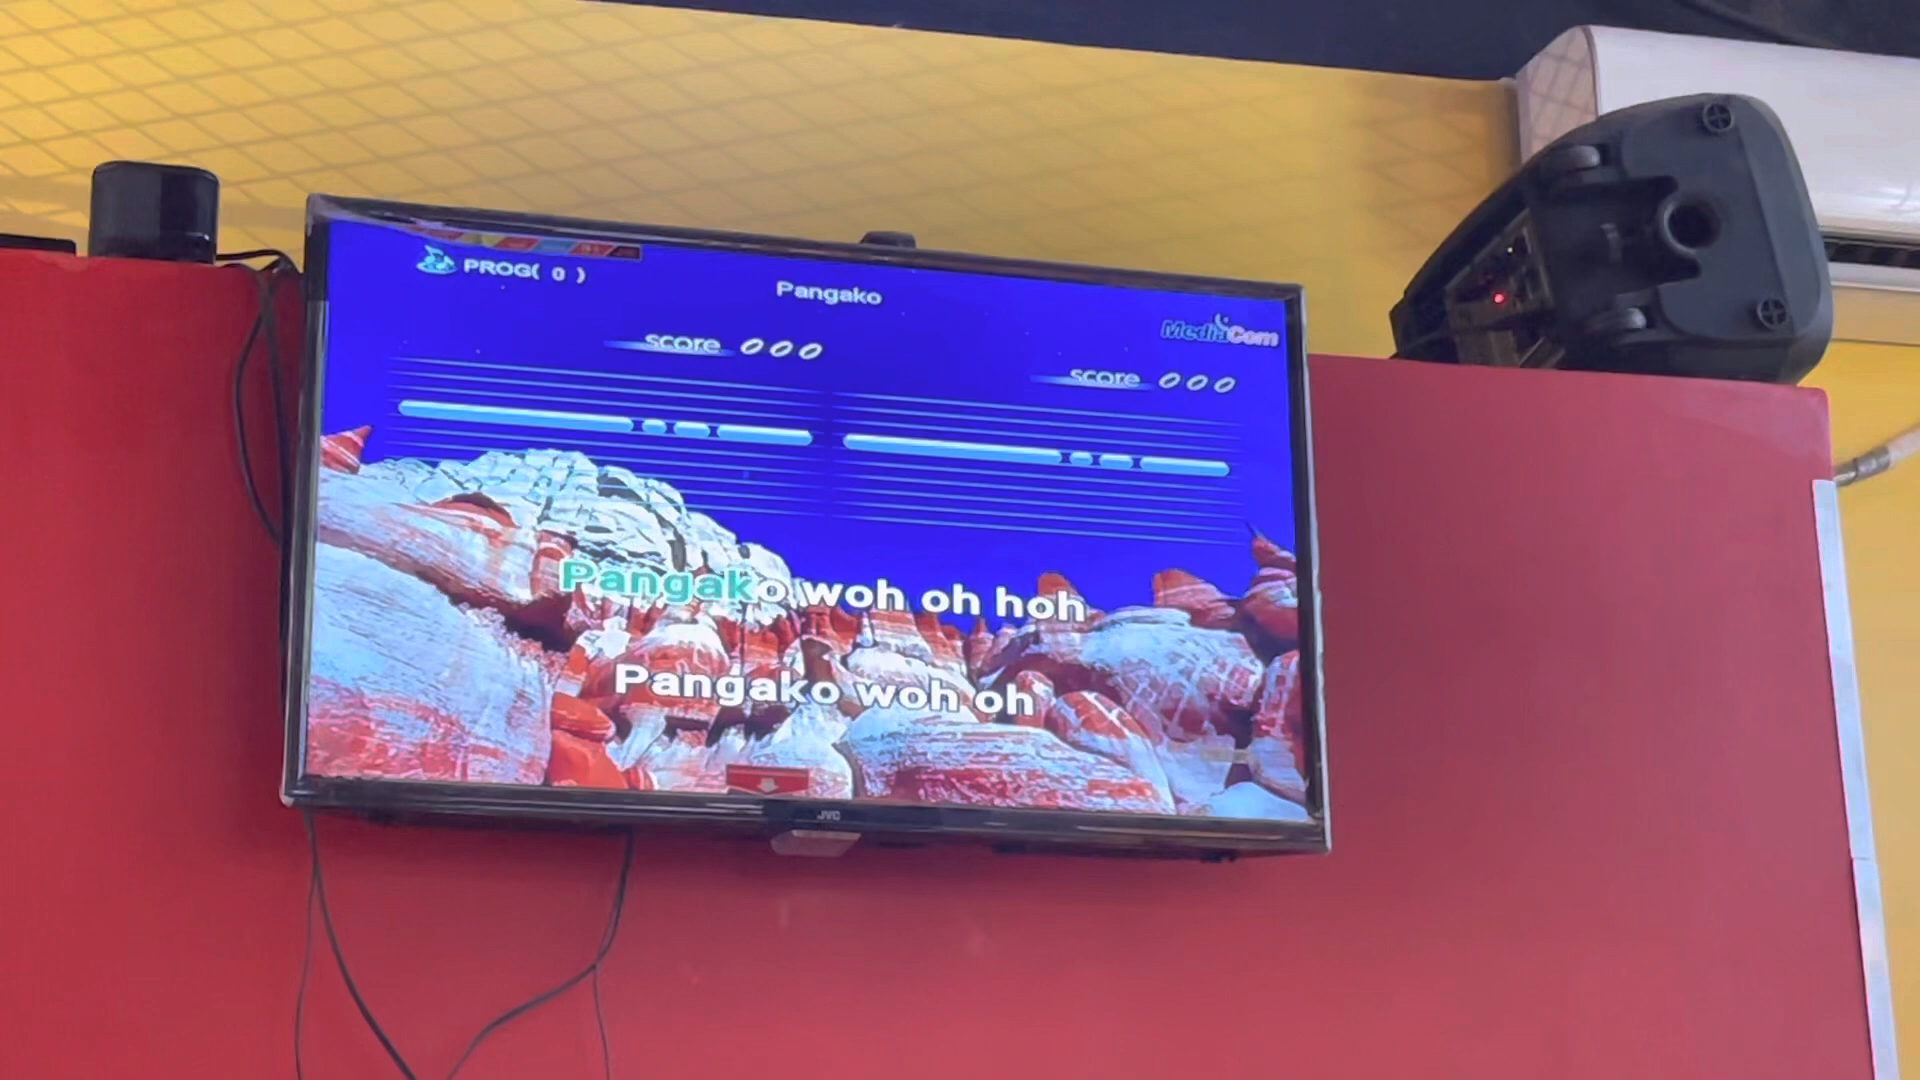 PROG( 0 )
Pangako
MediaCom
score 000
score 000
Pangako woh oh hoh
Pangako woh oh
JVC